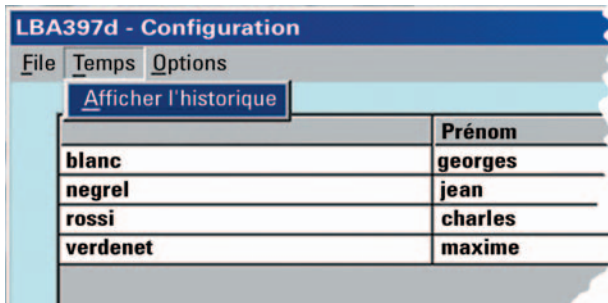 LBA397d - Configuration
File Temps Options
Afficher l'historique
Prénom
blanc georges
negrel jean
rossi charles
verdenet maxime